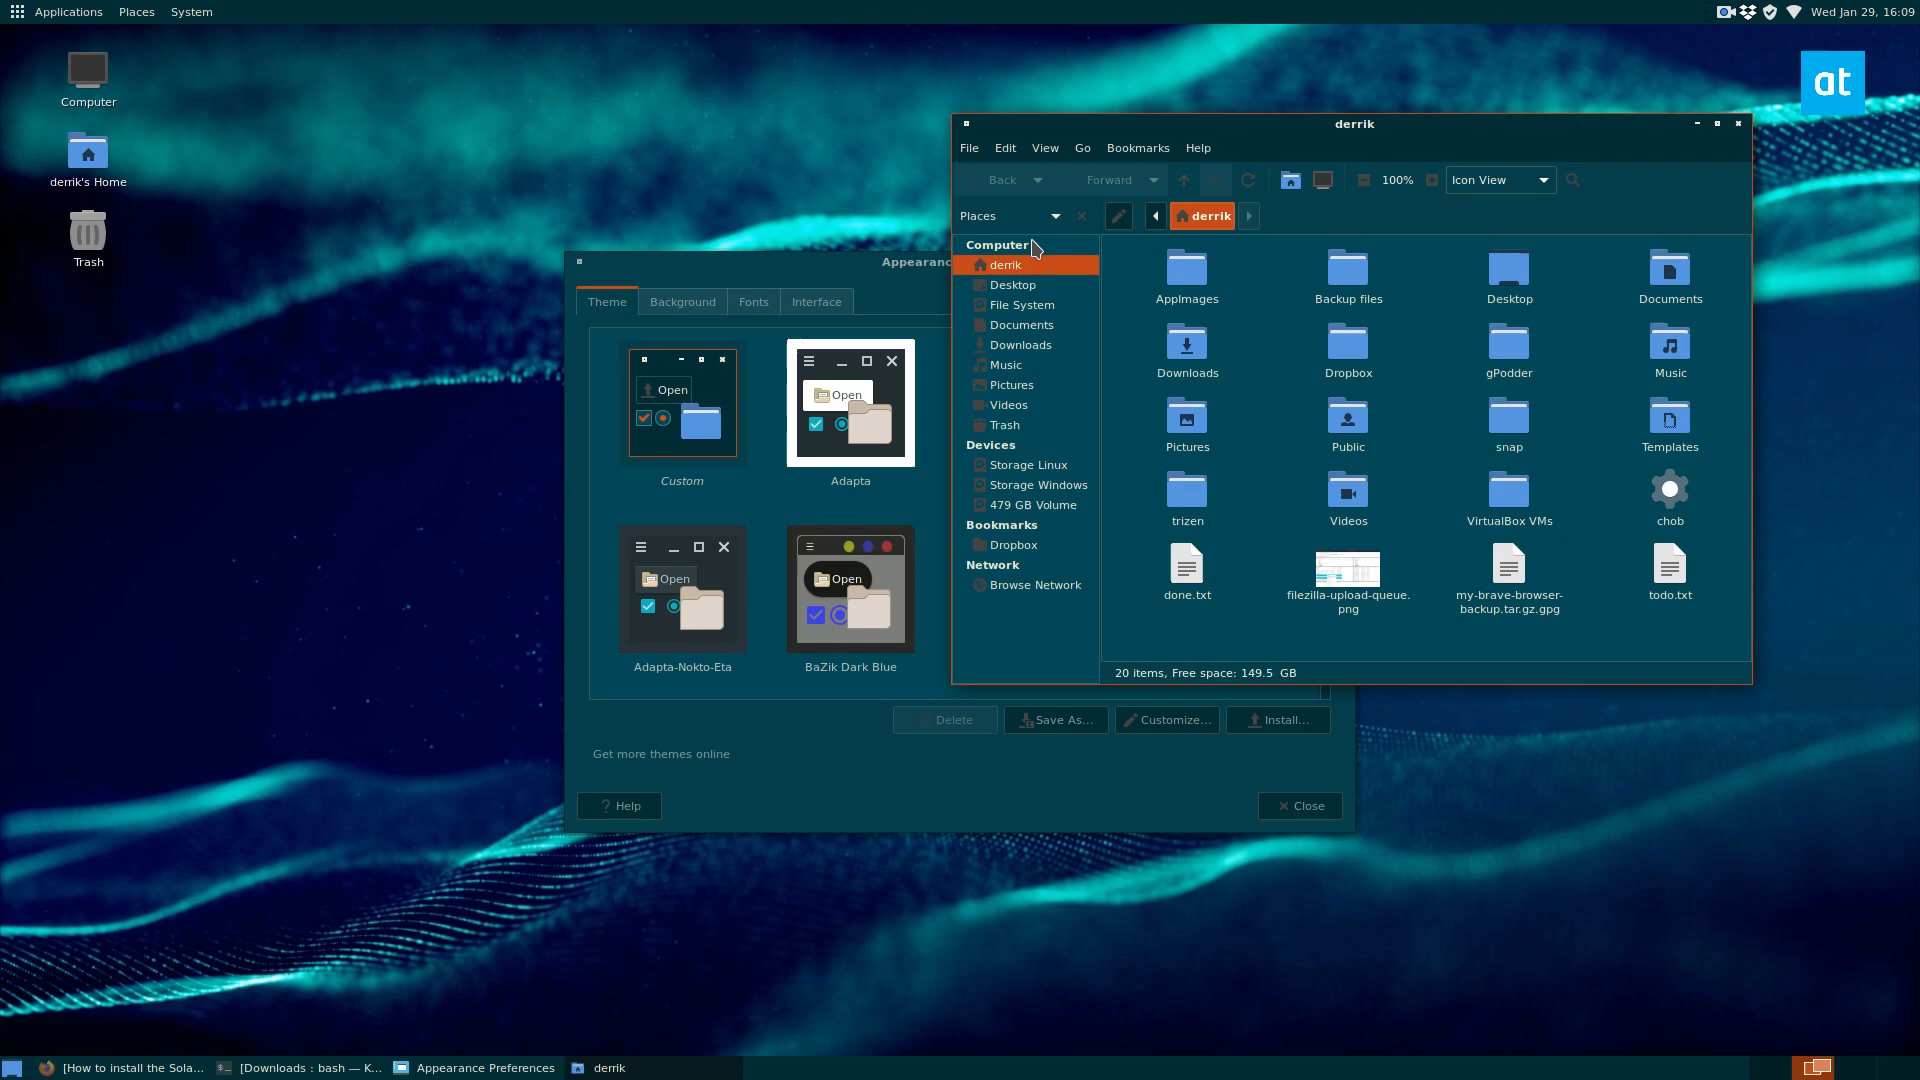 Applications Places System
Wed Jan 29, 16:09
Computer
derrik's Home
Trash
at
derrik
File Edit View Go Bookmarks Help
Back Forward 100% Icon View
Places derrik
Computer
derrik
Desktop
File System
Documents
Downloads
Music
Pictures
Videos
Trash
Devices
Storage Linux
Storage Windows
479 GB Volume
Bookmarks
Dropbox
Network
Browse Network
AppImages Backup files Desktop Documents
Downloads Dropbox gPodder Music
Pictures Public snap Templates
trizen Videos VirtualBox VMs chob
done.txt filezilla-upload-queue. my-brave-browser- todo.txt
png backup.tar.gz.gpg
20 items, Free space: 149.5 GB
Appearanc
Theme Background Fonts Interface
Open Open
Custom Adapta
Open Open
Adapta-Nokto-Eta BaZik Dark Blue
Delete Save As... Customize... Install...
Get more themes online
Help Close
[How to install the Sola... [Downloads : bash — K... Appearance Preferences derrik